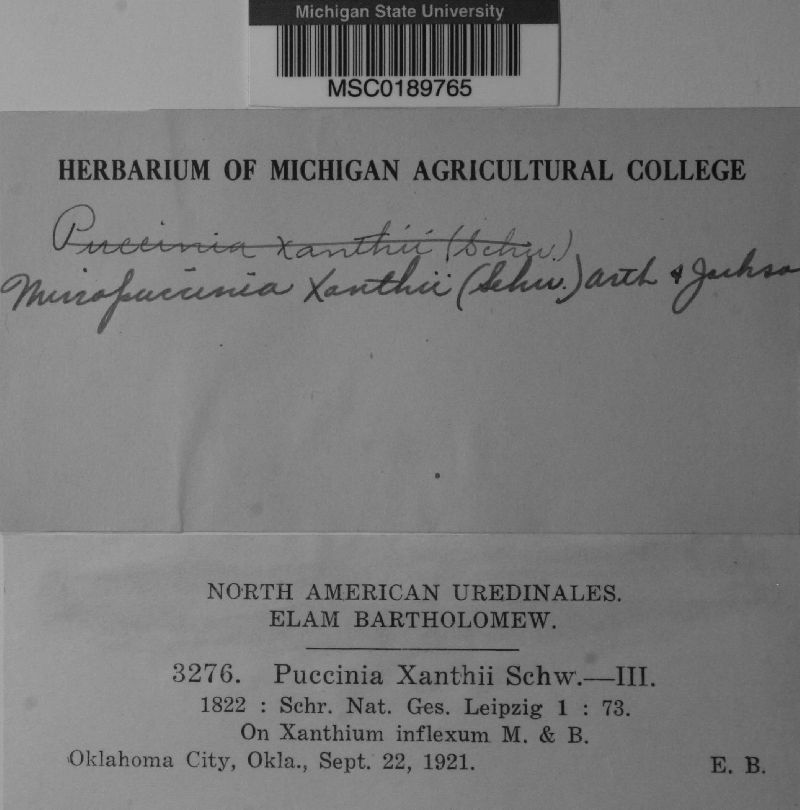 Michigan State University
MSC0189765
HERBARIUM OF MICHIGAN AGRICULTURAL COLLEGE
Puccinia Xanthii (Schw.)
Micropuccinia Xanthii (Schw.) Arth & Jackso
NORTH AMERICAN UREDINALES.
ELAM BARTHOLOMEW.
3276. Puccinia Xanthii Schw.—III.
1822 : Schr. Nat. Ges. Leipzig 1 : 73.
On Xanthium inflexum M. & B.
Oklahoma City, Okla., Sept. 22, 1921. E. B.